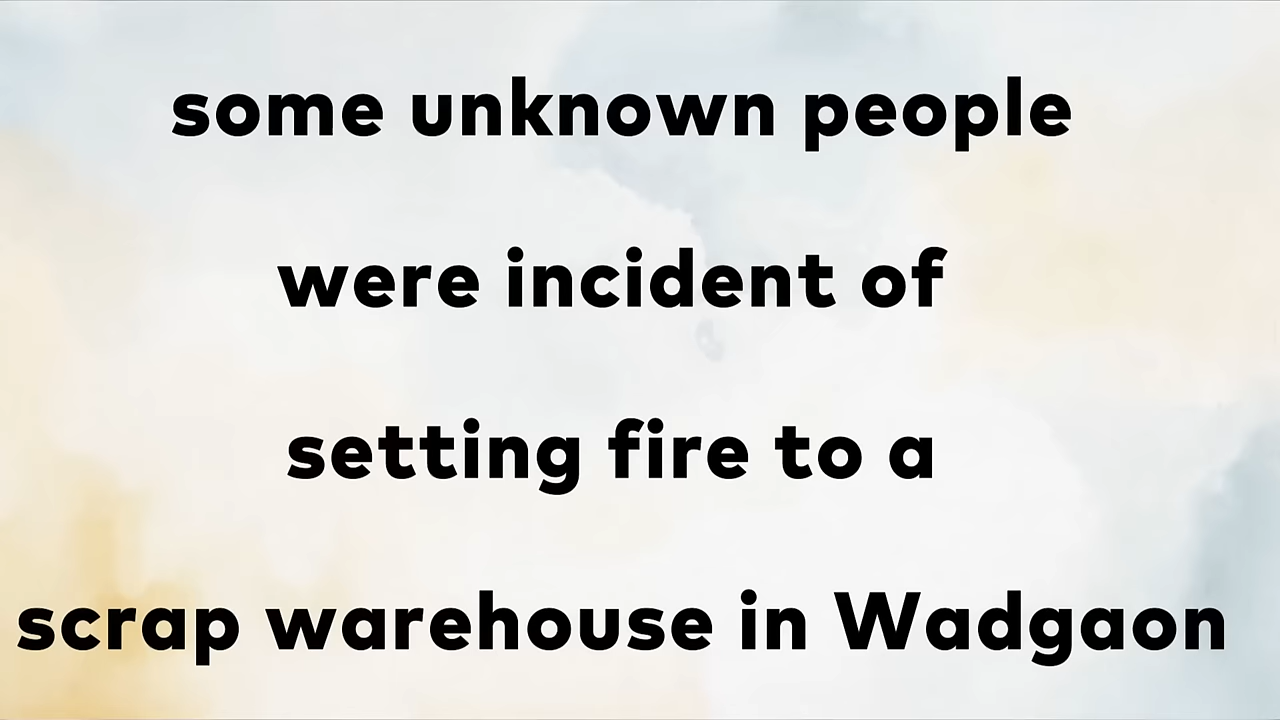 some unknown people
were incident of
setting fire to a
scrap warehouse in Wadgaon